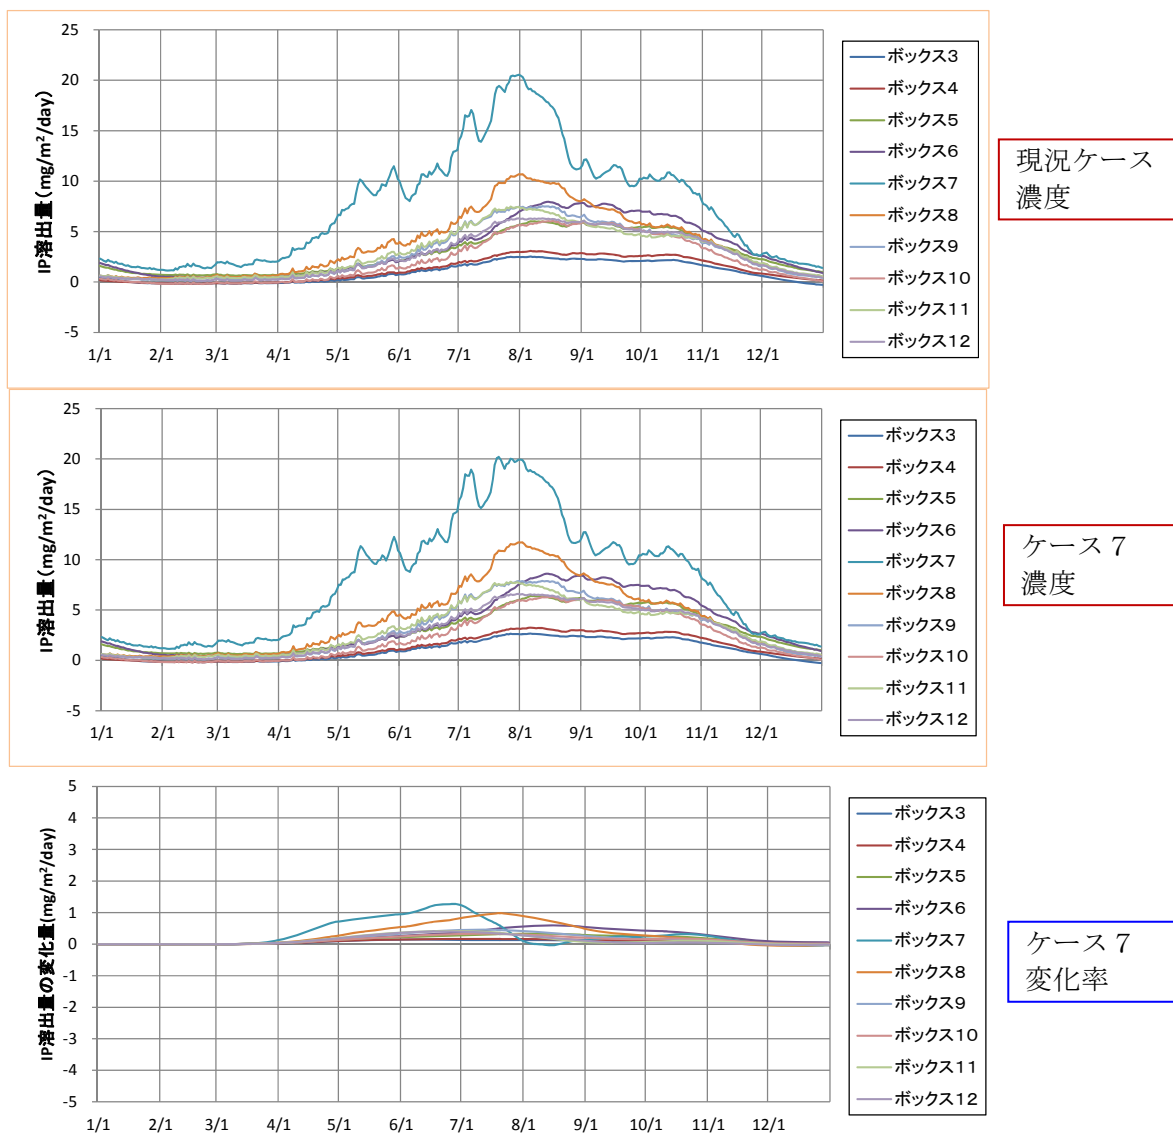 25
20
15
10
5
0
-5
IP溶出量(mg/m²/day)
1/1 2/1 3/1 4/1 5/1 6/1 7/1 8/1 9/1 10/1 11/1 12/1
ボックス3
ボックス4
ボックス5
ボックス6
ボックス7
ボックス8
ボックス9
ボックス10
ボックス11
ボックス12
現況ケース
濃度
25
20
15
10
5
0
-5
IP溶出量(mg/m²/day)
1/1 2/1 3/1 4/1 5/1 6/1 7/1 8/1 9/1 10/1 11/1 12/1
ボックス3
ボックス4
ボックス5
ボックス6
ボックス7
ボックス8
ボックス9
ボックス10
ボックス11
ボックス12
ケース7
濃度
5
4
3
2
1
0
-1
-2
-3
-4
-5
IP溶出量の変化量(mg/m²/day)
1/1 2/1 3/1 4/1 5/1 6/1 7/1 8/1 9/1 10/1 11/1 12/1
ボックス3
ボックス4
ボックス5
ボックス6
ボックス7
ボックス8
ボックス9
ボックス10
ボックス11
ボックス12
ケース7
変化率